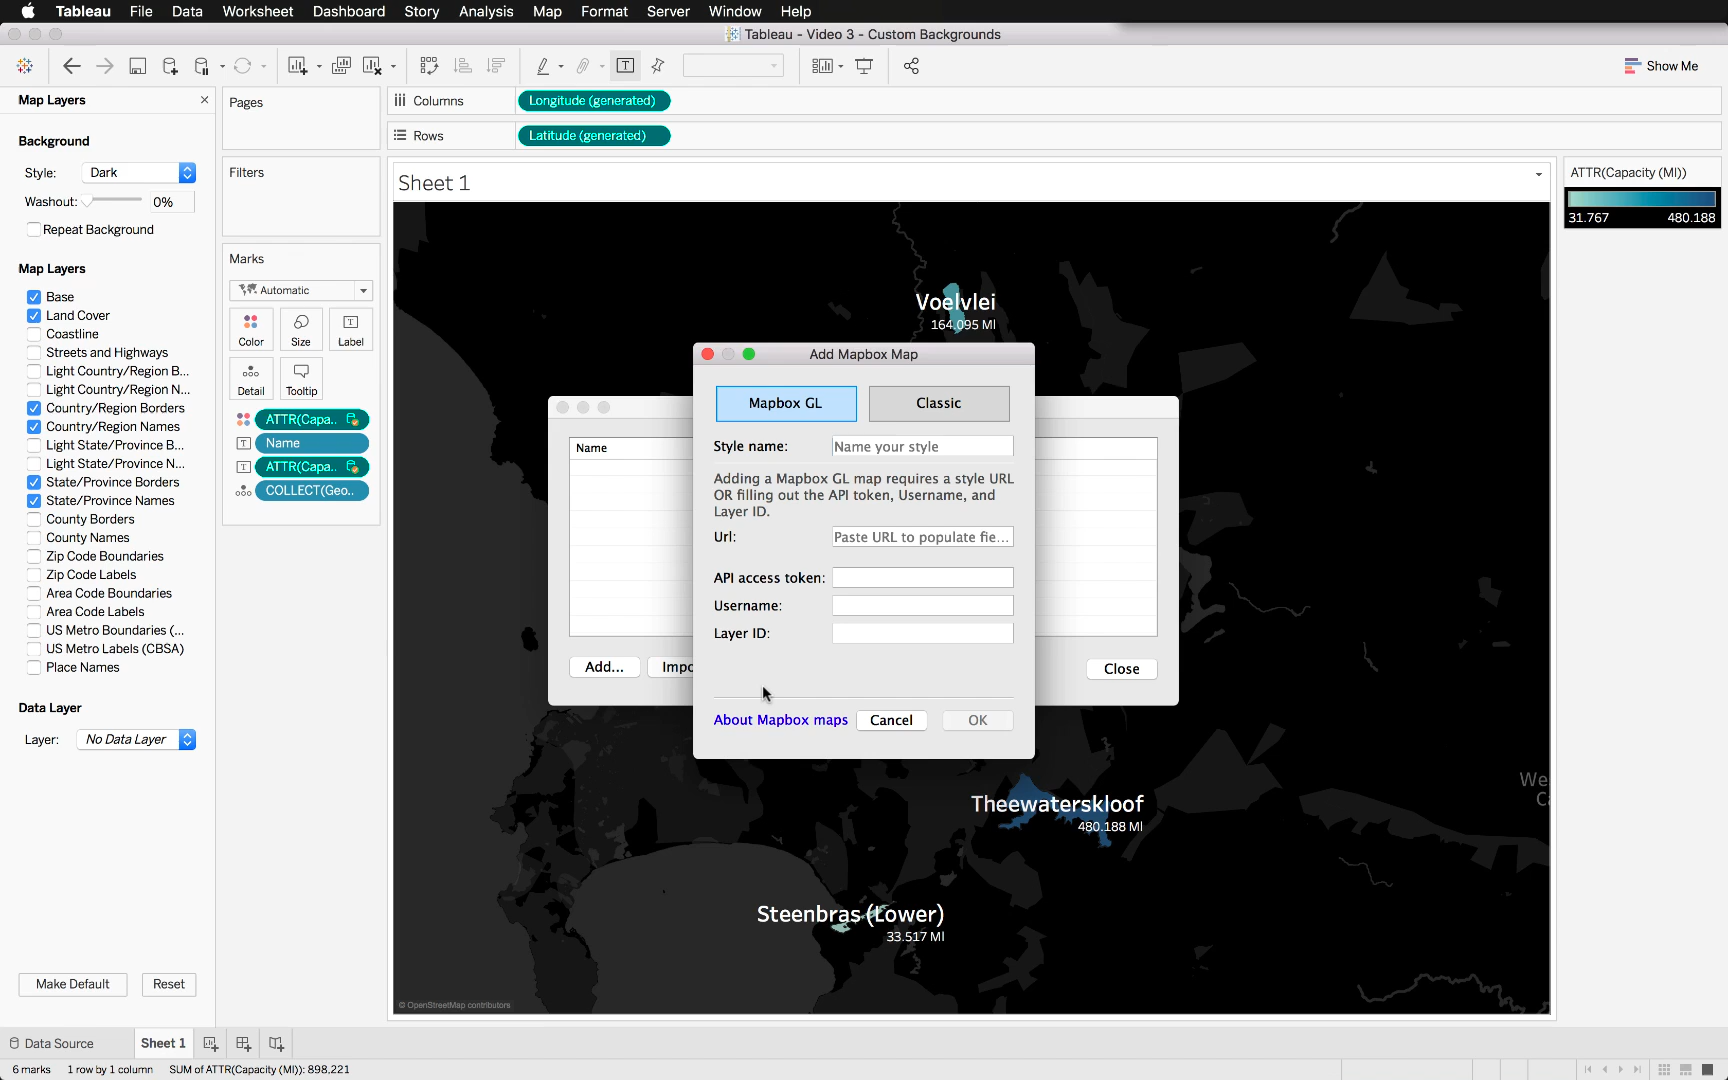 Tableau File Data Worksheet Dashboard Story Analysis Map Format Server Window Help
Tableau - Video 3 - Custom Backgrounds
Show Me
Map Layers
Background
Style: Dark
Washout: 0%
Repeat Background
Map Layers
Base
Land Cover
Coastline
Streets and Highways
Light Country/Region B...
Light Country/Region N...
Country/Region Borders
Country/Region Names
Light State/Province B...
Light State/Province N...
State/Province Borders
State/Province Names
County Borders
County Names
Zip Code Boundaries
Zip Code Labels
Area Code Boundaries
Area Code Labels
US Metro Boundaries (...
US Metro Labels (CBSA)
Place Names
Data Layer
Layer: No Data Layer
Make Default Reset
Pages
Filters
Marks
Automatic
Color Size Label
Detail Tooltip
ATTR(Capa..
Name
ATTR(Capa..
COLLECT(Geo..
Columns Longitude (generated)
Rows Latitude (generated)
Sheet 1
Voelvlei
164.095 Ml
Name
Add... Impo
Close
Add Mapbox Map
Mapbox GL Classic
Style name: Name your style
Adding a Mapbox GL map requires a style URL
OR filling out the API token, Username, and
Layer ID.
Url: Paste URL to populate fie...
API access token:
Username:
Layer ID:
About Mapbox maps Cancel OK
Theewaterskloof
480.188 Ml
Steenbras (Lower)
33.517 Ml
We
Ca
© OpenStreetMap contributors
ATTR(Capacity (Ml))
31.767 480.188
Data Source Sheet 1
6 marks 1 row by 1 column SUM of ATTR(Capacity (Ml)): 898,221